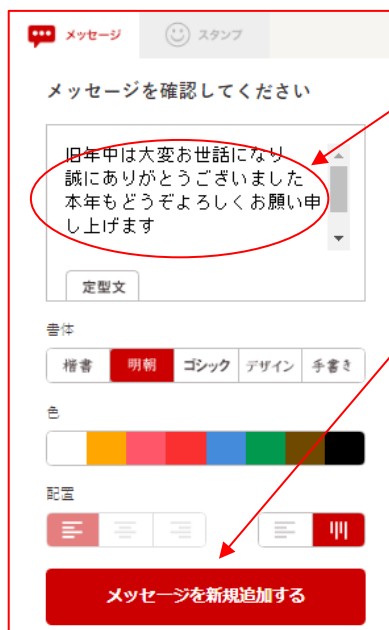 メッセージ
スタンプ
メッセージを確認してください
旧年中は大変お世話になり
誠にありがとうございました
本年もどうぞよろしくお願い申
し上げます
定型文
書体
楷書 明朝 ゴシック デザイン 手書き
色
配置
メッセージを新規追加する